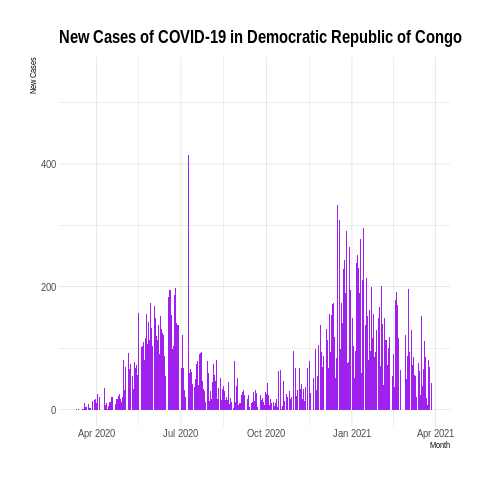 New Cases of COVID-19 in Democratic Republic of Congo
New Cases
400
200
0
Apr 2020
Jul 2020
Oct 2020
Jan 2021
Apr 2021
Month